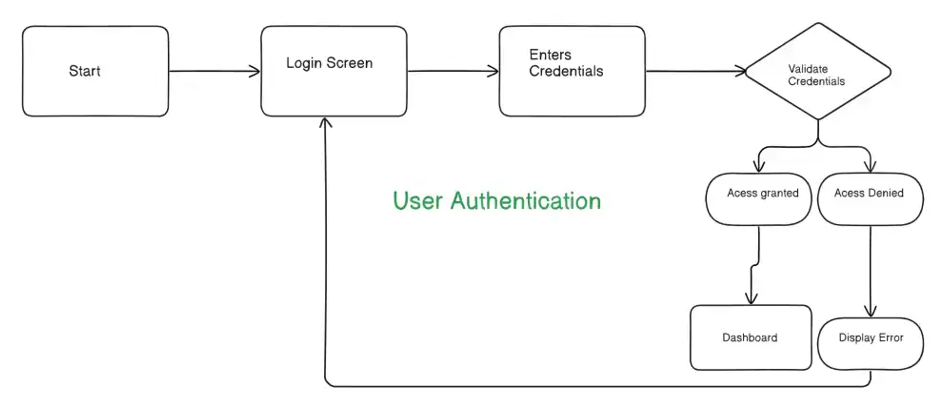 Start
Login Screen
Enters
Credentials
Validate
Credentials
User Authentication
Acess granted
Acess Denied
Dashboard
Display Error